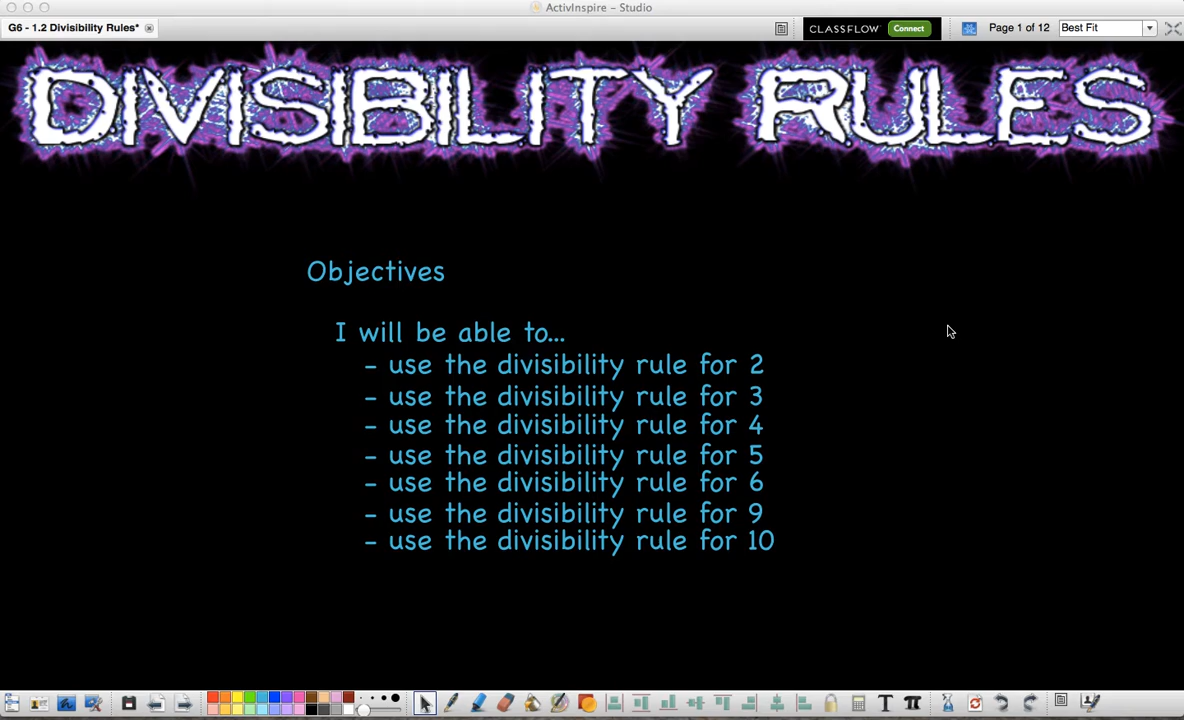 ActivInspire – Studio
G6 - 1.2 Divisibility Rules*
CLASSFLOW Connect
Page 1 of 12
Best Fit
DIVISIBILITY RULES
Objectives
I will be able to...
- use the divisibility rule for 2
- use the divisibility rule for 3
- use the divisibility rule for 4
- use the divisibility rule for 5
- use the divisibility rule for 6
- use the divisibility rule for 9
- use the divisibility rule for 10